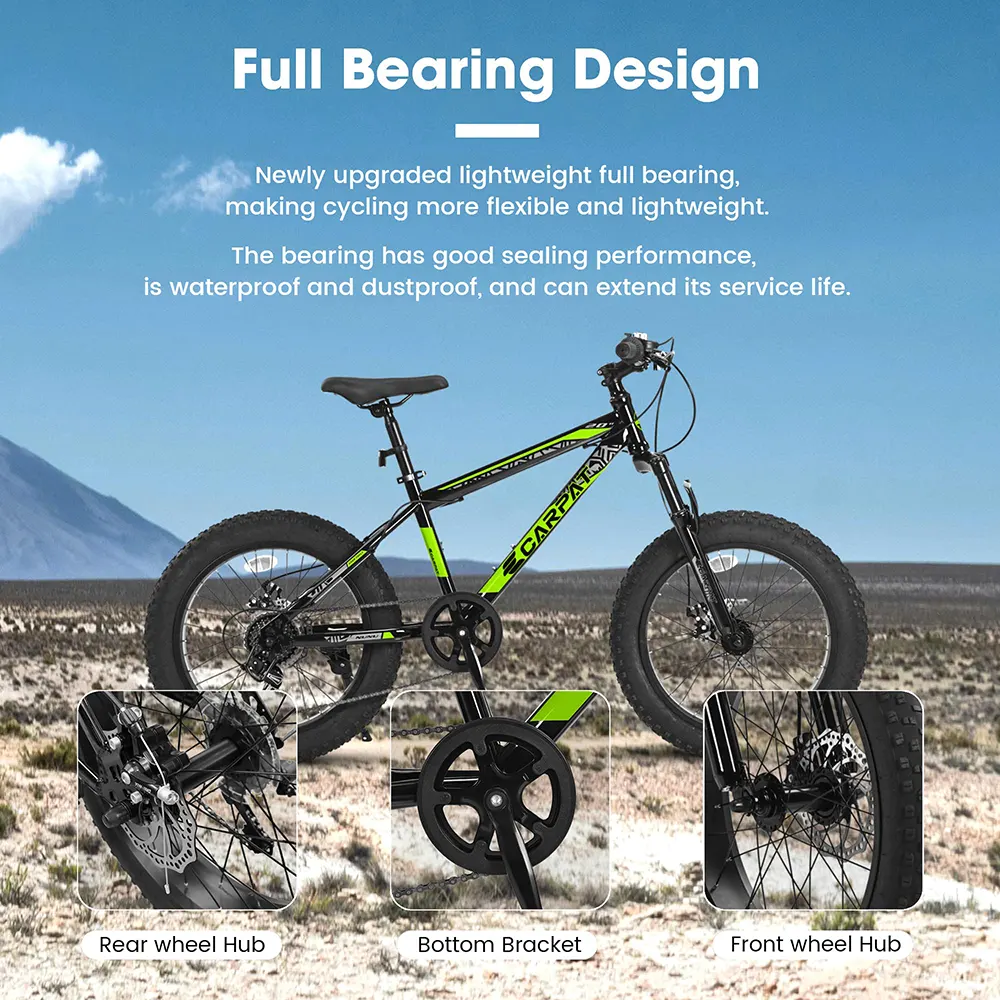 Full Bearing Design
Newly upgraded lightweight full bearing,
making cycling more flexible and lightweight.
The bearing has good sealing performance,
is waterproof and dustproof, and can extend its service life.
20
CARPAT
Rear wheel Hub
Bottom Bracket
Front wheel Hub